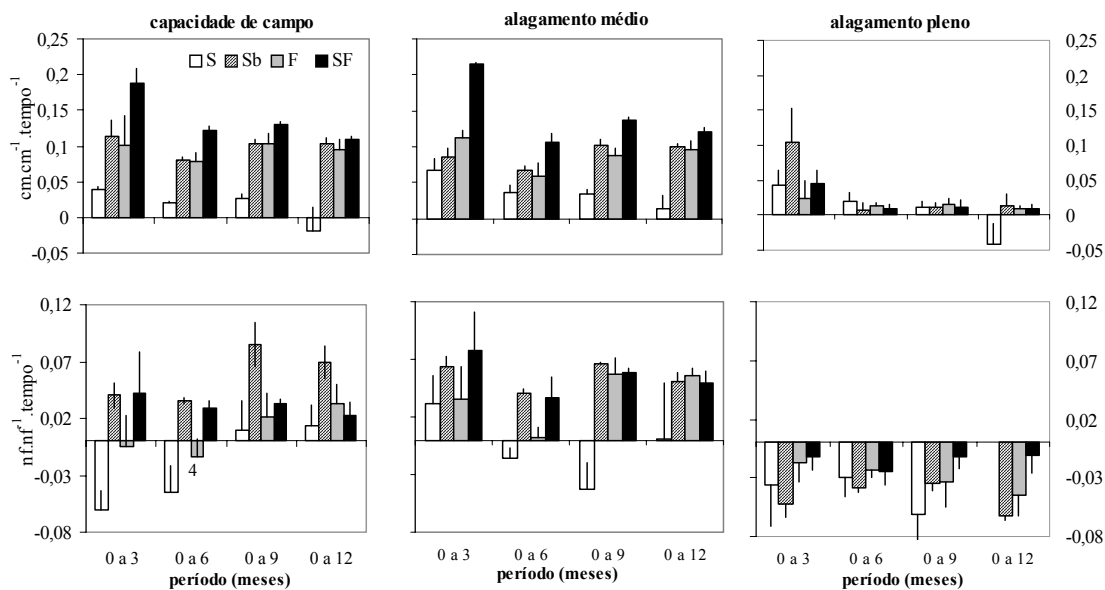 capacidade de campo alagamento médio alagamento pleno
0,25 0,25
S Sb F SF
0,2 0,2
0,15 0,15
0,1 0,1
0,05 0,05
0 0
-0,05 -0,05
cm.cm⁻¹.tempo⁻¹
0,12 0,12
0,07 0,07
0,02 0,02
4
-0,03 -0,03
-0,08 -0,08
nf.nf⁻¹.tempo⁻¹
0 a 3 0 a 6 0 a 9 0 a 12 0 a 3 0 a 6 0 a 9 0 a 12 0 a 3 0 a 6 0 a 9 0 a 12
período (meses) período (meses) período (meses)